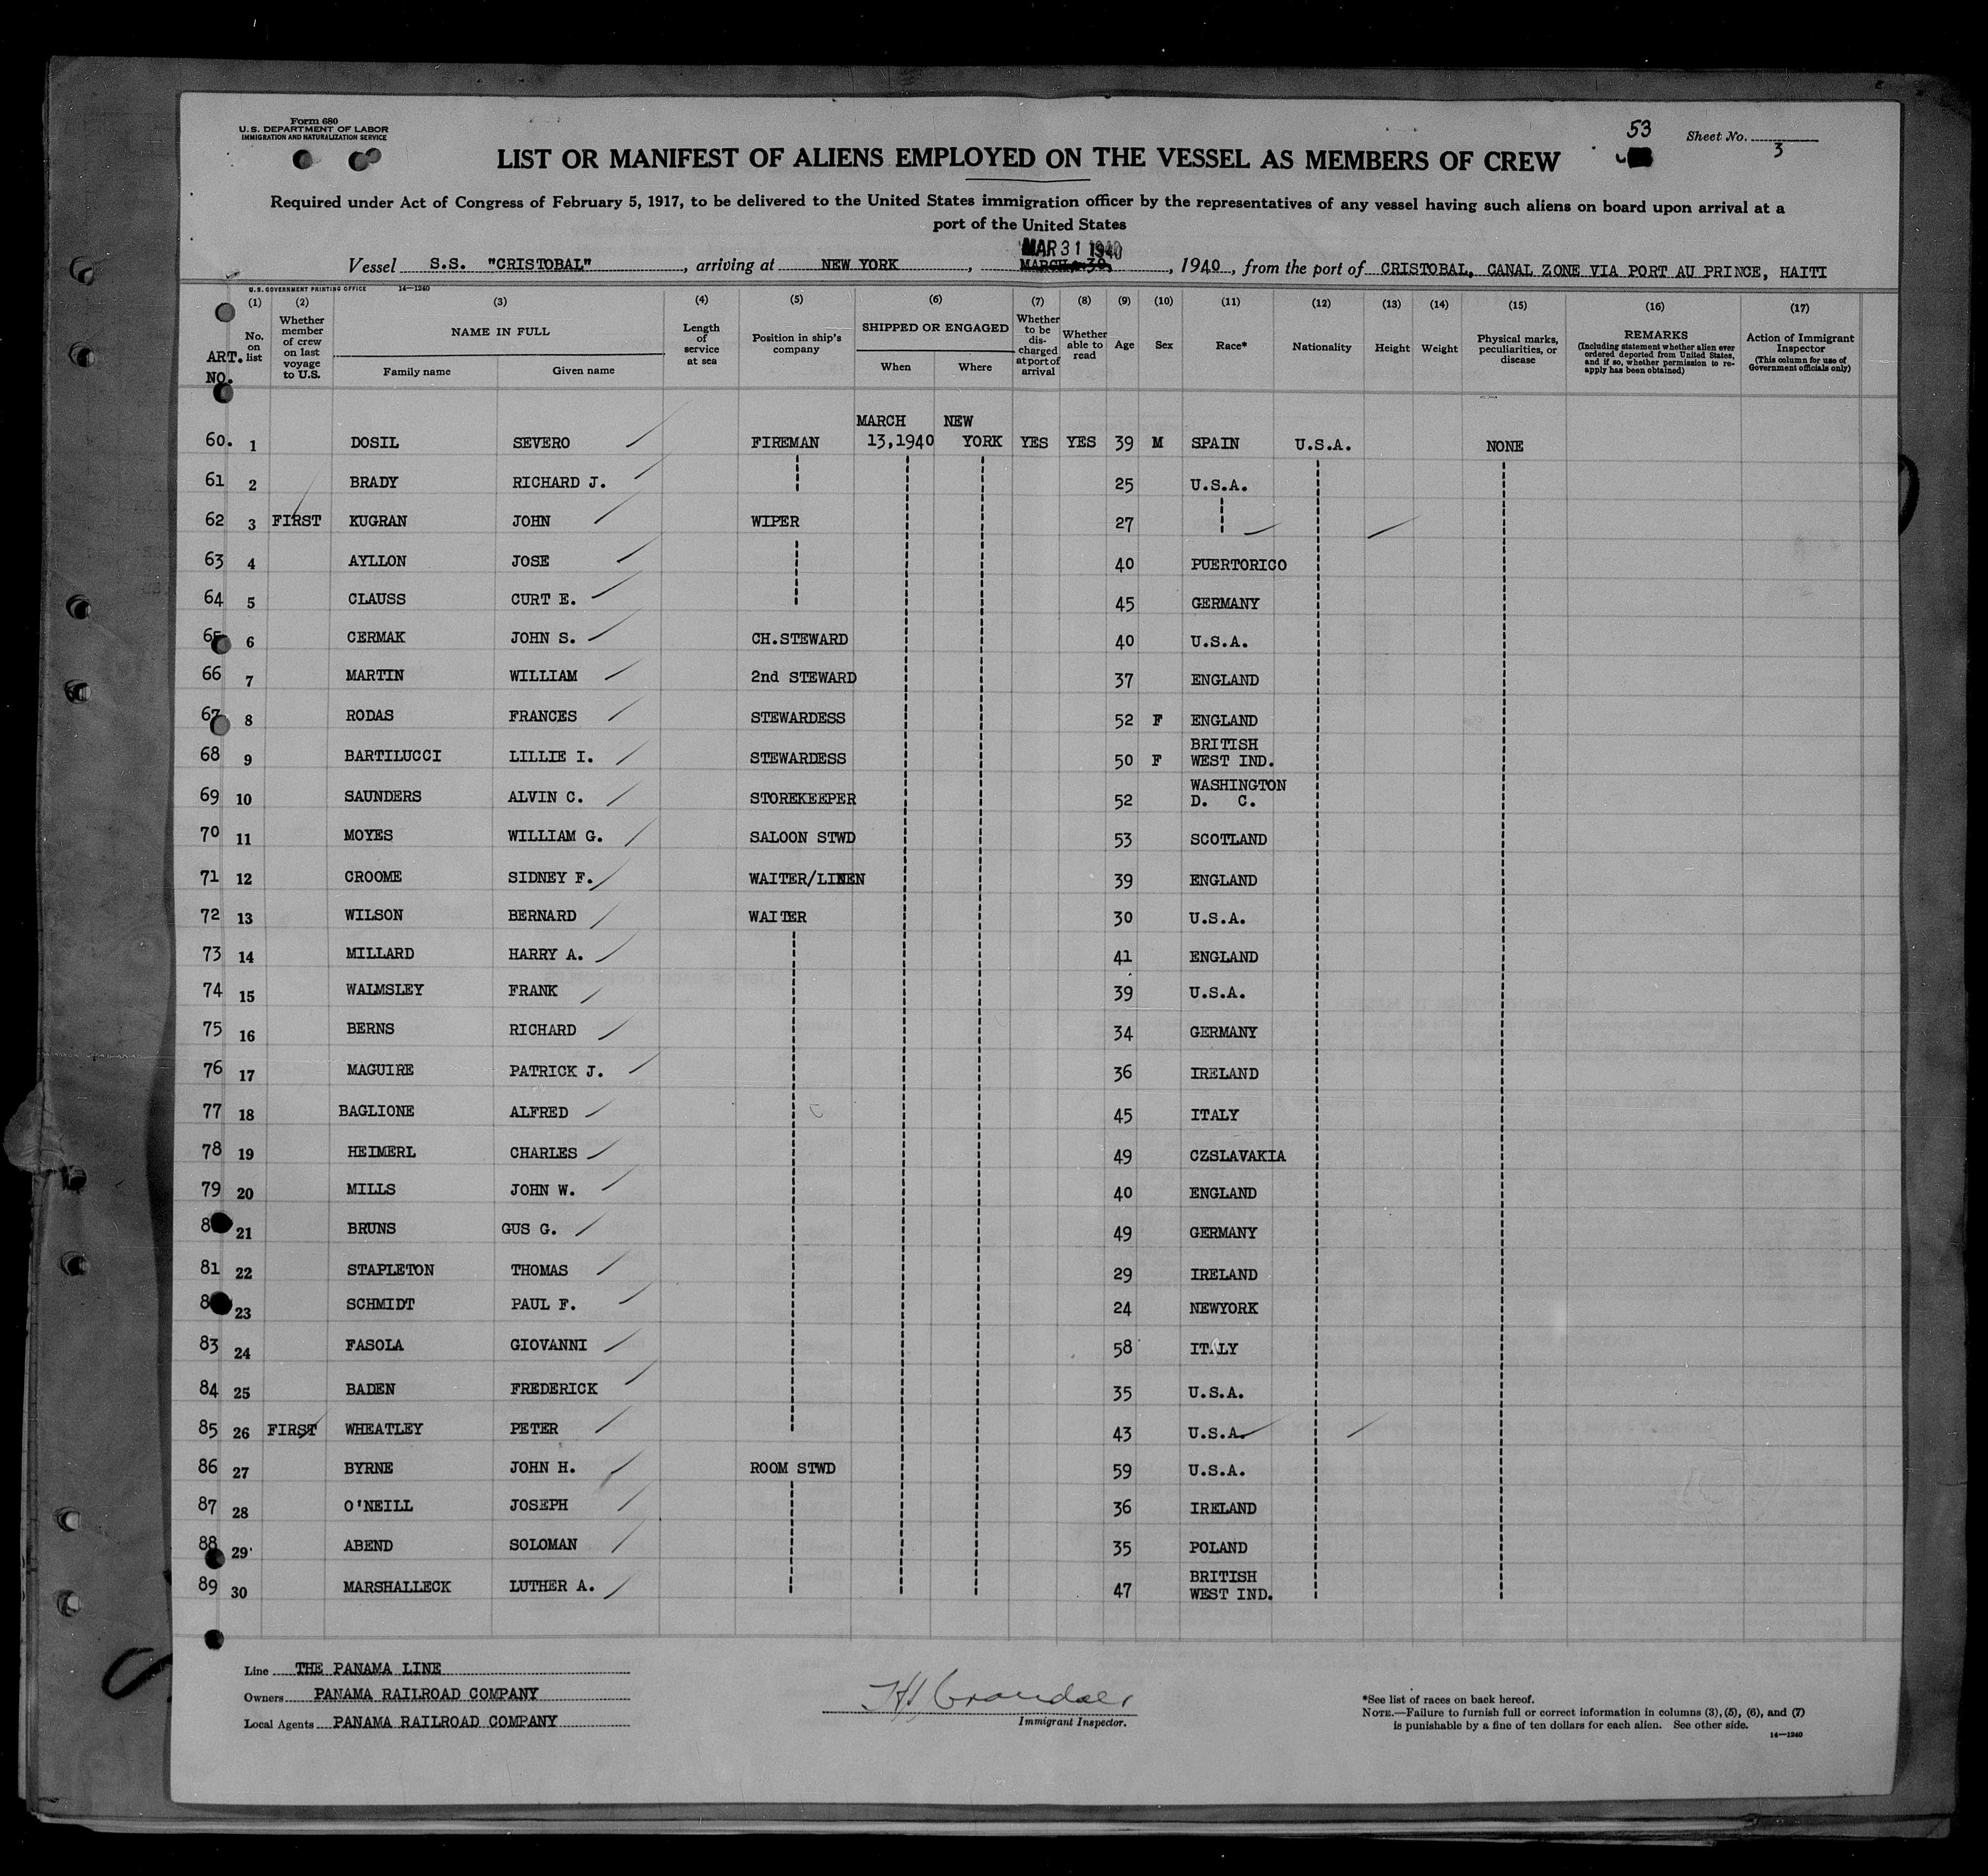 Form 680
U.S. DEPARTMENT OF LABOR
IMMIGRATION AND NATURALIZATION SERVICE
53
Sheet No. 3
LIST OR MANIFEST OF ALIENS EMPLOYED ON THE VESSEL AS MEMBERS OF CREW
Required under Act of Congress of February 5, 1917, to be delivered to the United States immigration officer by the representatives of any vessel having such aliens on board upon arrival at a
port of the United States
MAR 31 1940
Vessel S.S. "CRISTOBAL", arriving at NEW YORK, MARCH 30, 1940, from the port of CRISTOBAL, CANAL ZONE VIA PORT AU PRINCE, HAITI
U.S. GOVERNMENT PRINTING OFFICE 14—1240
(1) (2) (3) (4) (5) (6) (7) (8) (9) (10) (11) (12) (13) (14) (15) (16) (17)
ART. NO. No. on list Whether member of crew on last voyage to U.S. NAME IN FULL Family name Given name Length of service at sea Position in ship's company SHIPPED OR ENGAGED When Where Whether to be discharged at port of arrival Whether able to read Age Sex Race* Nationality Height Weight Physical marks, peculiarities, or disease REMARKS (Including statement whether alien ever ordered deported from United States, and if so, whether permission to reapply has been obtained) Action of Immigrant Inspector (This column for use of Government officials only)
MARCH NEW
60. 1 DOSIL SEVERO FIREMAN 13,1940 YORK YES YES 39 M SPAIN U.S.A. NONE
61 2 BRADY RICHARD J. 25 U.S.A.
62 3 FIRST KUGRAN JOHN WIPER 27
63 4 AYLLON JOSE 40 PUERTORICO
64 5 CLAUSS CURT E. 45 GERMANY
65 6 CERMAK JOHN S. CH.STEWARD 40 U.S.A.
66 7 MARTIN WILLIAM 2nd STEWARD 37 ENGLAND
67 8 RODAS FRANCES STEWARDESS 52 F ENGLAND
68 9 BARTILUCCI LILLIE I. STEWARDESS 50 F BRITISH WEST IND.
69 10 SAUNDERS ALVIN C. STOREKEEPER 52 WASHINGTON D. C.
70 11 MOYES WILLIAM G. SALOON STWD 53 SCOTLAND
71 12 CROOME SIDNEY F. WAITER/LINEN 39 ENGLAND
72 13 WILSON BERNARD WAITER 30 U.S.A.
73 14 MILLARD HARRY A. 41 ENGLAND
74 15 WALMSLEY FRANK 39 U.S.A.
75 16 BERNS RICHARD 34 GERMANY
76 17 MAGUIRE PATRICK J. 36 IRELAND
77 18 BAGLIONE ALFRED 45 ITALY
78 19 HEIMERL CHARLES 49 CZSLAVAKIA
79 20 MILLS JOHN W. 40 ENGLAND
8 21 BRUNS GUS G. 49 GERMANY
81 22 STAPLETON THOMAS 29 IRELAND
8 23 SCHMIDT PAUL F. 24 NEWYORK
83 24 FASOLA GIOVANNI 58 ITALY
84 25 BADEN FREDERICK 35 U.S.A.
85 26 FIRST WHEATLEY PETER 43 U.S.A.
86 27 BYRNE JOHN H. ROOM STWD 59 U.S.A.
87 28 O'NEILL JOSEPH 36 IRELAND
88 29 ABEND SOLOMAN 35 POLAND
89 30 MARSHALLECK LUTHER A. 47 BRITISH WEST IND.
Line THE PANAMA LINE
Owners PANAMA RAILROAD COMPANY
Local Agents PANAMA RAILROAD COMPANY
Immigrant Inspector.
*See list of races on back hereof.
NOTE.—Failure to furnish full or correct information in columns (3), (5), (6), and (7)
is punishable by a fine of ten dollars for each alien. See other side.
14—1240